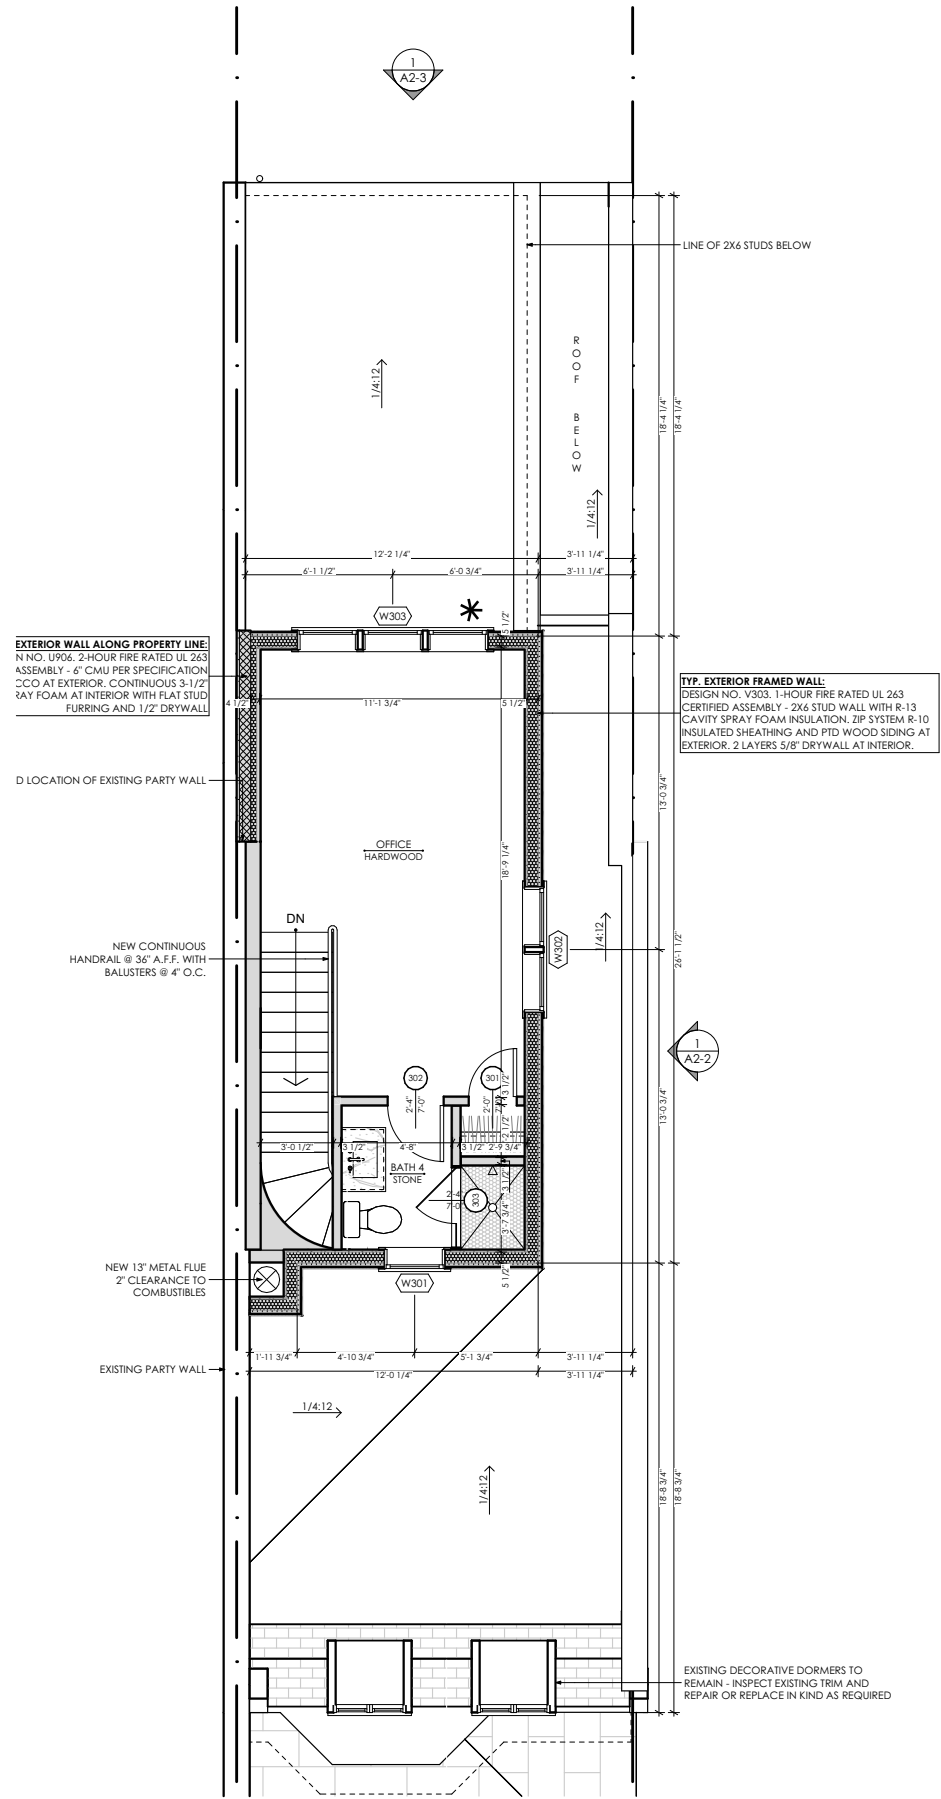 1
A2-3
LINE OF 2X6 STUDS BELOW
ROOF BELOW
1/4:12
1/4:12
18'-4 1/4"
18'-4 1/4"
12'-2 1/4"
3'-11 1/4"
6'-1 1/2"
6'-0 3/4"
3'-11 1/4"
W303
5 1/2"
EXTERIOR WALL ALONG PROPERTY LINE:
N NO. U906. 2-HOUR FIRE RATED UL 263
ASSEMBLY - 6" CMU PER SPECIFICATION
CCO AT EXTERIOR. CONTINUOUS 3-1/2"
RAY FOAM AT INTERIOR WITH FLAT STUD
FURRING AND 1/2" DRYWALL
TYP. EXTERIOR FRAMED WALL:
DESIGN NO. V303. 1-HOUR FIRE RATED UL 263
CERTIFIED ASSEMBLY - 2X6 STUD WALL WITH R-13
CAVITY SPRAY FOAM INSULATION. ZIP SYSTEM R-10
INSULATED SHEATHING AND PTD WOOD SIDING AT
EXTERIOR. 2 LAYERS 5/8" DRYWALL AT INTERIOR.
4 1/2"
11'-1 3/4"
5 1/2"
D LOCATION OF EXISTING PARTY WALL
13'-0 3/4"
OFFICE
HARDWOOD
18'-9 1/4"
DN
NEW CONTINUOUS
HANDRAIL @ 36" A.F.F. WITH
BALUSTERS @ 4" O.C.
W302
1/4:12
26'-1 1/2"
1
A2-2
302
2'-4"
7'-0"
301
2'-0"
3 1/2"
13'-0 3/4"
3'-0 1/2"
3 1/2"
4'-8"
3 1/2"
2'-9 3/4"
BATH 4
STONE
3 1/2"
2'-4"
7'-0"
303
3'-7 3/4"
5 1/2"
NEW 13" METAL FLUE
2" CLEARANCE TO
COMBUSTIBLES
W301
1'-11 3/4"
4'-10 3/4"
5'-1 3/4"
3'-11 1/4"
EXISTING PARTY WALL
12'-0 1/4"
3'-11 1/4"
1/4:12
1/4:12
18'-8 3/4"
18'-8 3/4"
EXISTING DECORATIVE DORMERS TO
REMAIN - INSPECT EXISTING TRIM AND
REPAIR OR REPLACE IN KIND AS REQUIRED